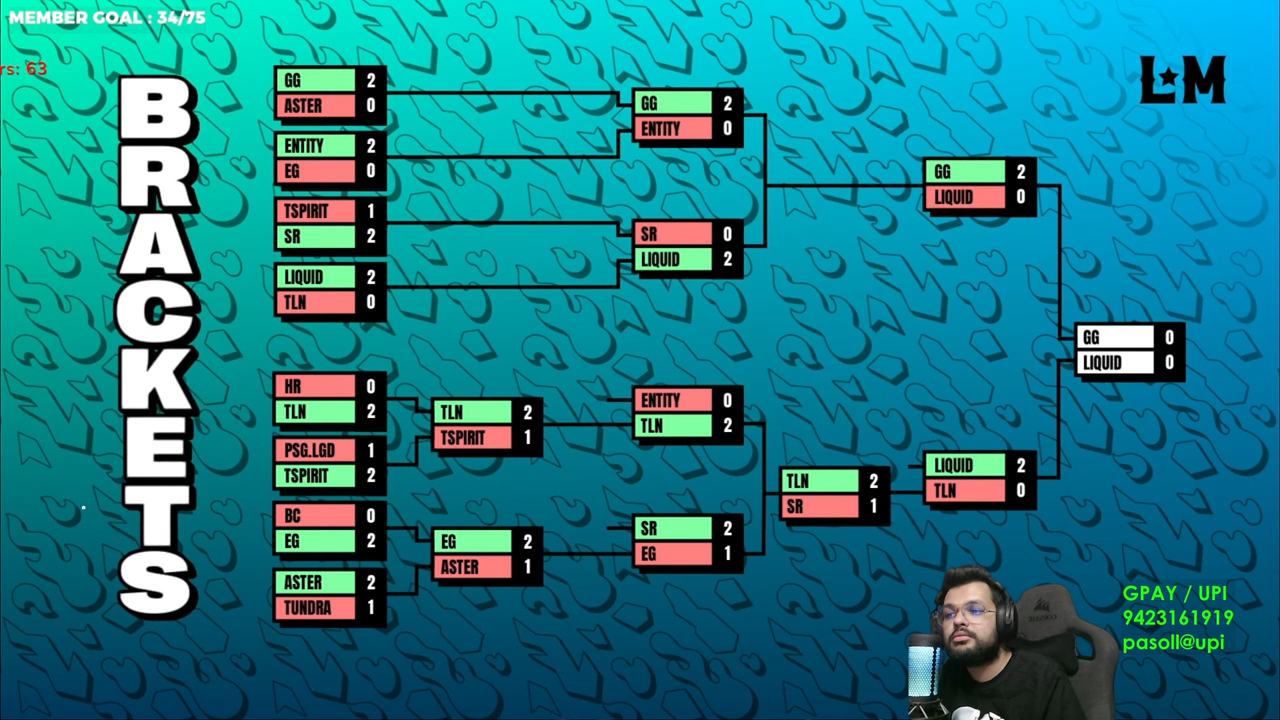 MEMBER GOAL : 34/75
rs: 63
BRACKETS
L★M
GG 2
ASTER 0
ENTITY 2
EG 0
TSPIRIT 1
SR 2
LIQUID 2
TLN 0
GG 2
ENTITY 0
SR 0
LIQUID 2
GG 2
LIQUID 0
GG 0
LIQUID 0
HR 0
TLN 2
PSG.LGD 1
TSPIRIT 2
BC 0
EG 2
ASTER 2
TUNDRA 1
TLN 2
TSPIRIT 1
EG 2
ASTER 1
ENTITY 0
TLN 2
SR 2
EG 1
TLN 2
SR 1
LIQUID 2
TLN 0
GPAY / UPI
9423161919
pasoll@upi